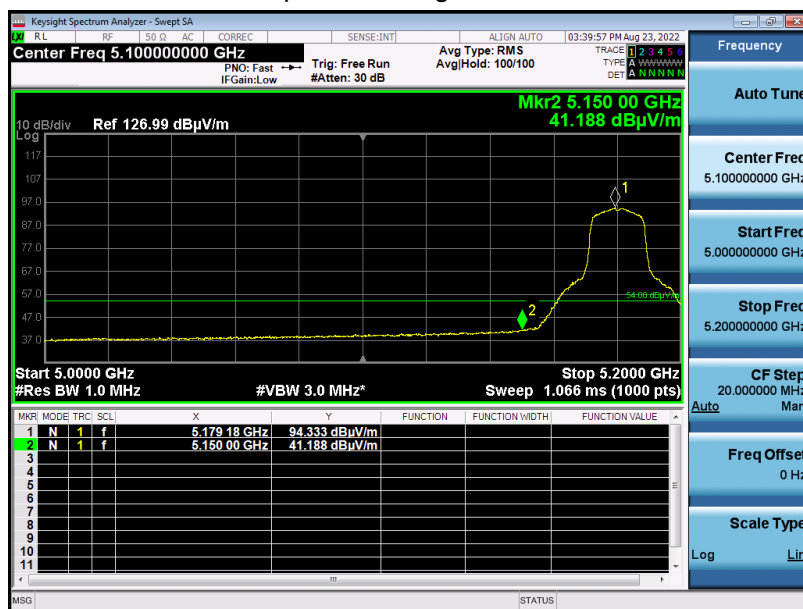 Keysight Spectrum Analyzer - Swept SA
LXI RL RF 50 Ω AC CORREC SENSE:INT ALIGN AUTO 03:39:57 PM Aug 23, 2022
Center Freq 5.100000000 GHz
PNO: Fast
IFGain:Low
Trig: Free Run
#Atten: 30 dB
Avg Type: RMS
Avg|Hold: 100/100
TRACE 1 2 3 4 5 6
TYPE A WWWWW
DET A N N N N N
Mkr2 5.150 00 GHz
41.188 dBµV/m
10 dB/div Ref 126.99 dBµV/m
Log
117
107
97.0
87.0
77.0
67.0
57.0
47.0
37.0
1
2
54.00 dBµV/m
Start 5.0000 GHz Stop 5.2000 GHz
#Res BW 1.0 MHz #VBW 3.0 MHz* Sweep 1.066 ms (1000 pts)
MKR MODE TRC SCL X Y FUNCTION FUNCTION WIDTH FUNCTION VALUE
1 N 1 f 5.179 18 GHz 94.333 dBµV/m
2 N 1 f 5.150 00 GHz 41.188 dBµV/m
3
4
5
6
7
8
9
10
11
MSG STATUS
Frequency
Auto Tune
Center Freq
5.100000000 GHz
Start Freq
5.000000000 GHz
Stop Freq
5.200000000 GHz
CF Step
20.000000 MHz
Auto Man
Freq Offset
0 Hz
Scale Type
Log Lin